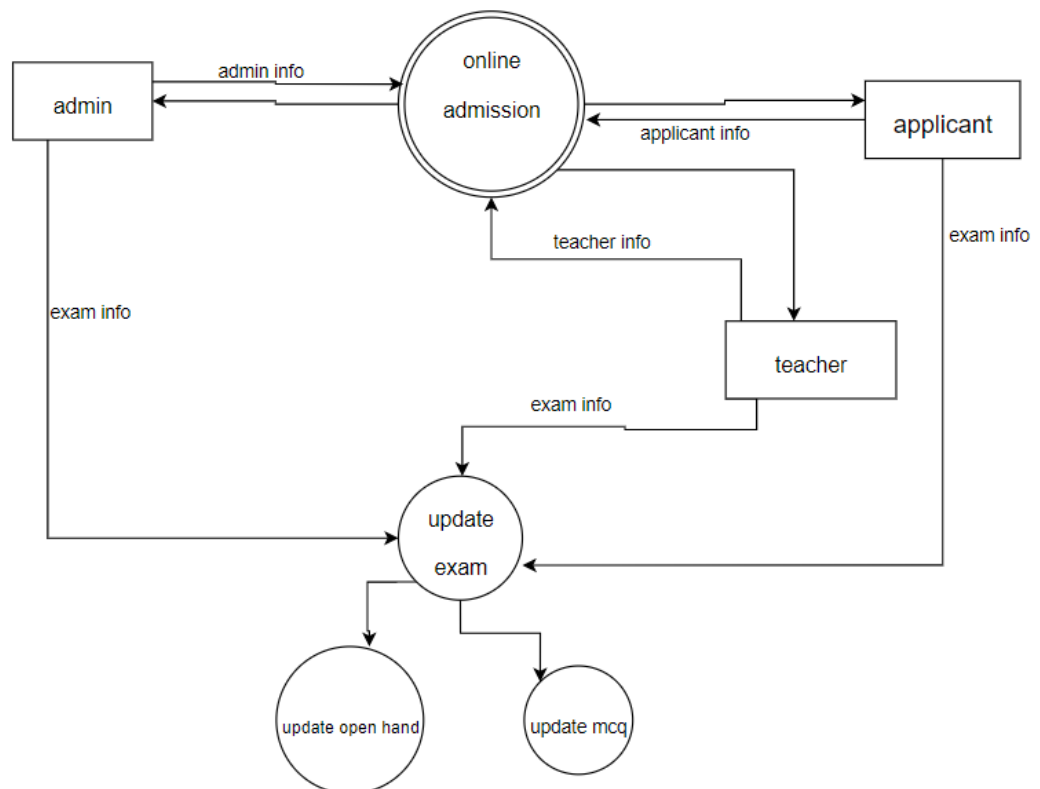 online
admission
admin info
admin
applicant
applicant info
teacher info
exam info
exam info
teacher
exam info
update
exam
update open hand
update mcq